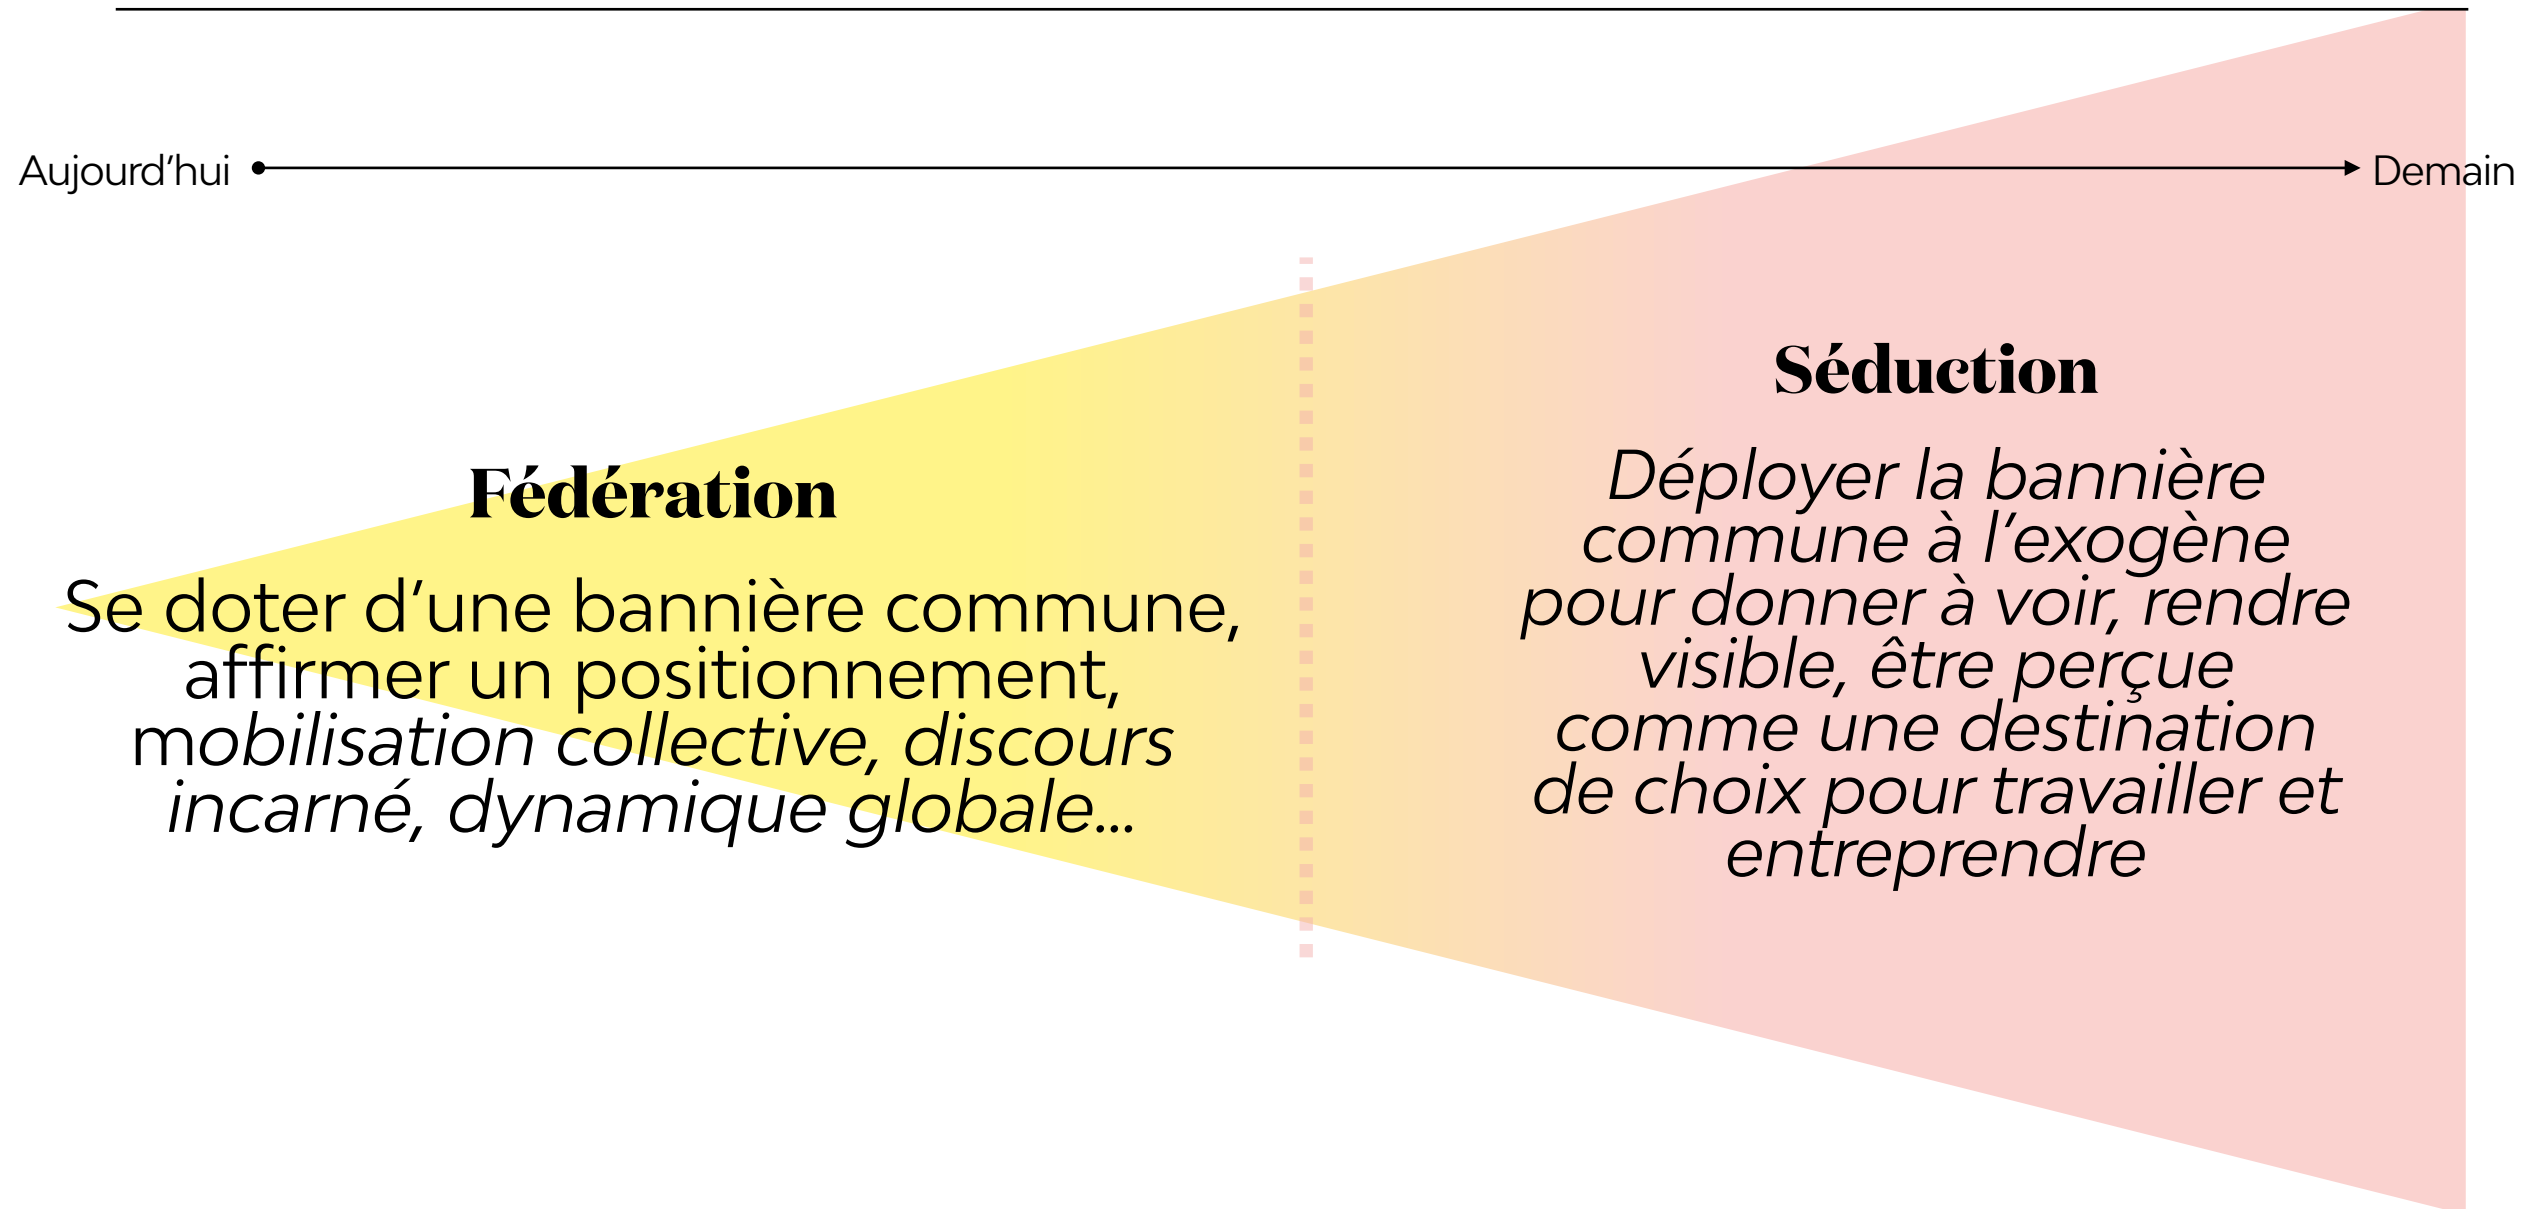 Aujourd’hui
Demain
Fédération
Se doter d’une bannière commune,
affirmer un positionnement,
mobilisation collective, discours
incarné, dynamique globale...
Séduction
Déployer la bannière
commune à l’exogène
pour donner à voir, rendre
visible, être perçue
comme une destination
de choix pour travailler et
entreprendre